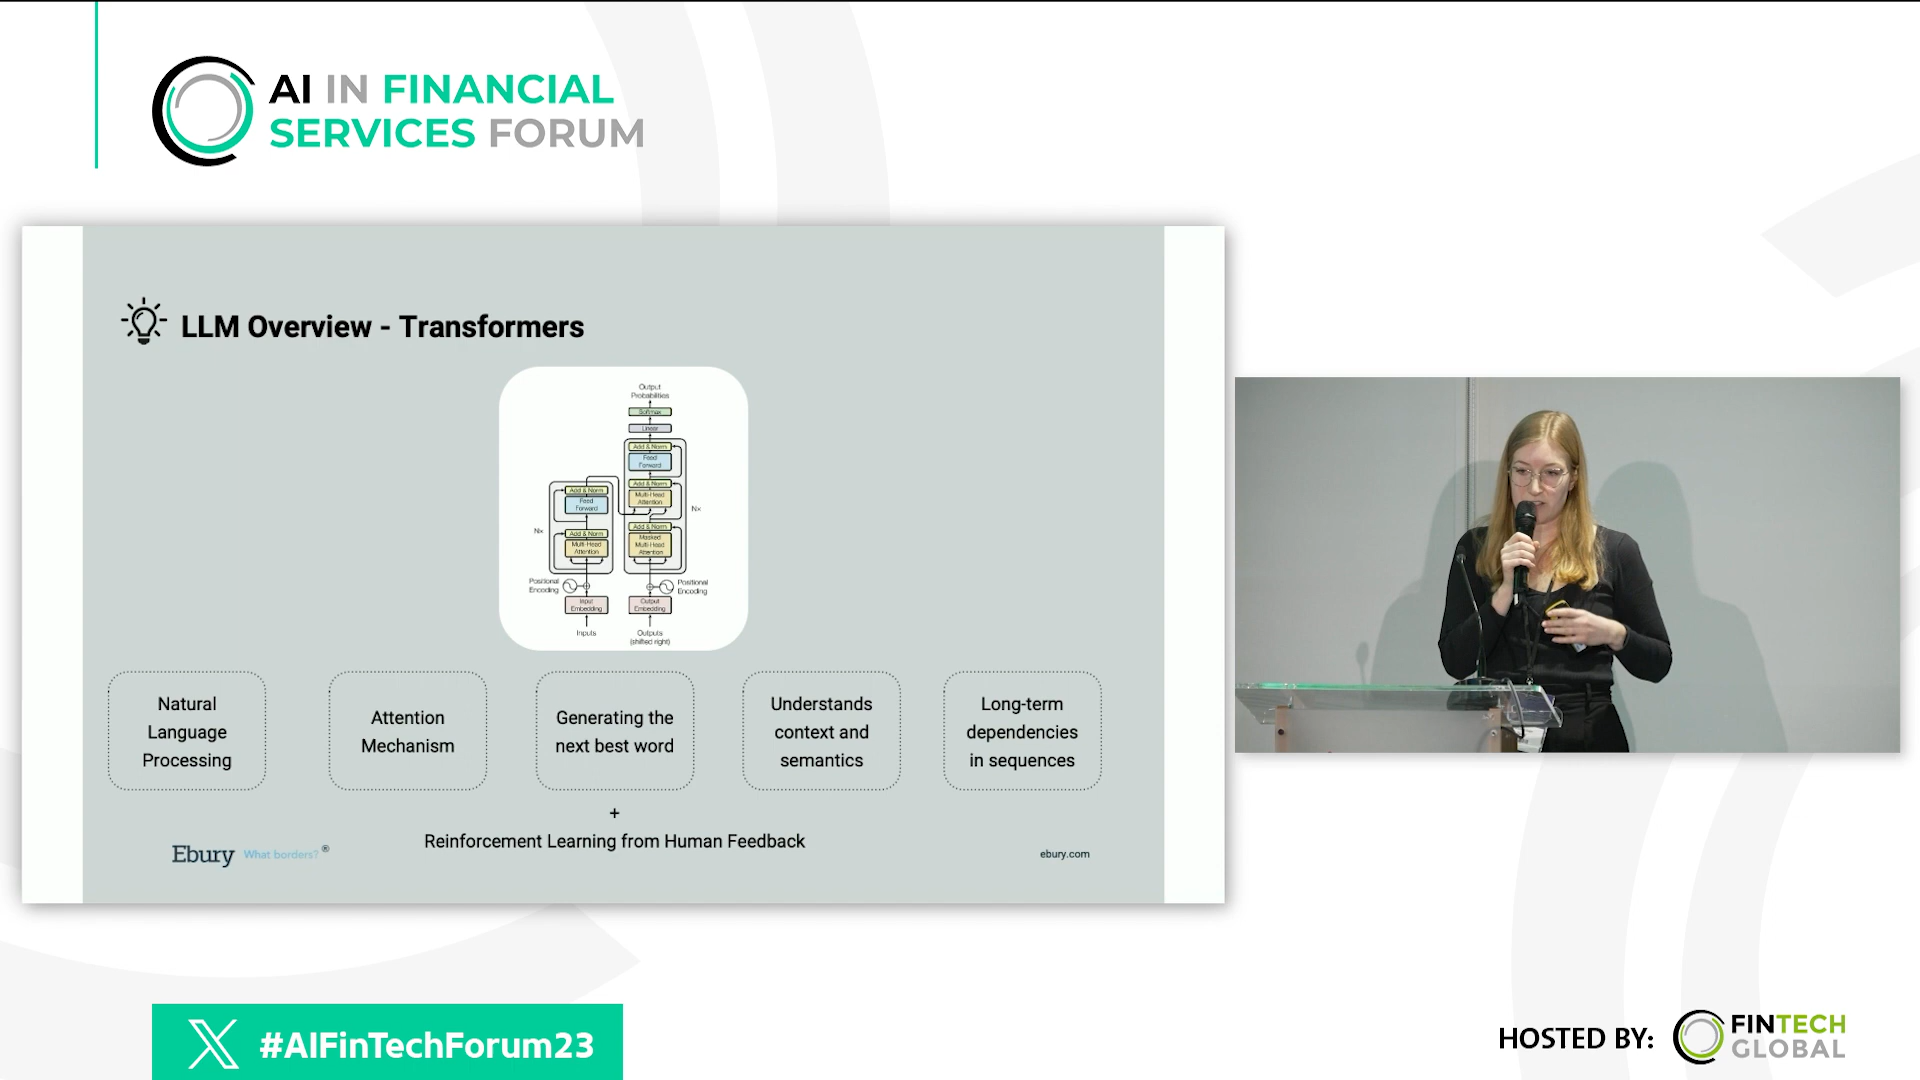 AI IN FINANCIAL
SERVICES FORUM
LLM Overview - Transformers
Output
Probabilities
Softmax
Linear
Add & Norm
Feed
Forward
Add & Norm
Multi-Head
Attention
Nx
Add & Norm
Masked
Multi-Head
Attention
Add & Norm
Feed
Forward
Nx
Add & Norm
Multi-Head
Attention
Positional
Encoding
Positional
Encoding
Input
Embedding
Output
Embedding
Inputs
Outputs
(shifted right)
Natural
Language
Processing
Attention
Mechanism
Generating the
next best word
Understands
context and
semantics
Long-term
dependencies
in sequences
+
Reinforcement Learning from Human Feedback
Ebury What borders?®
ebury.com
#AIFinTechForum23
HOSTED BY:
FINTECH
GLOBAL